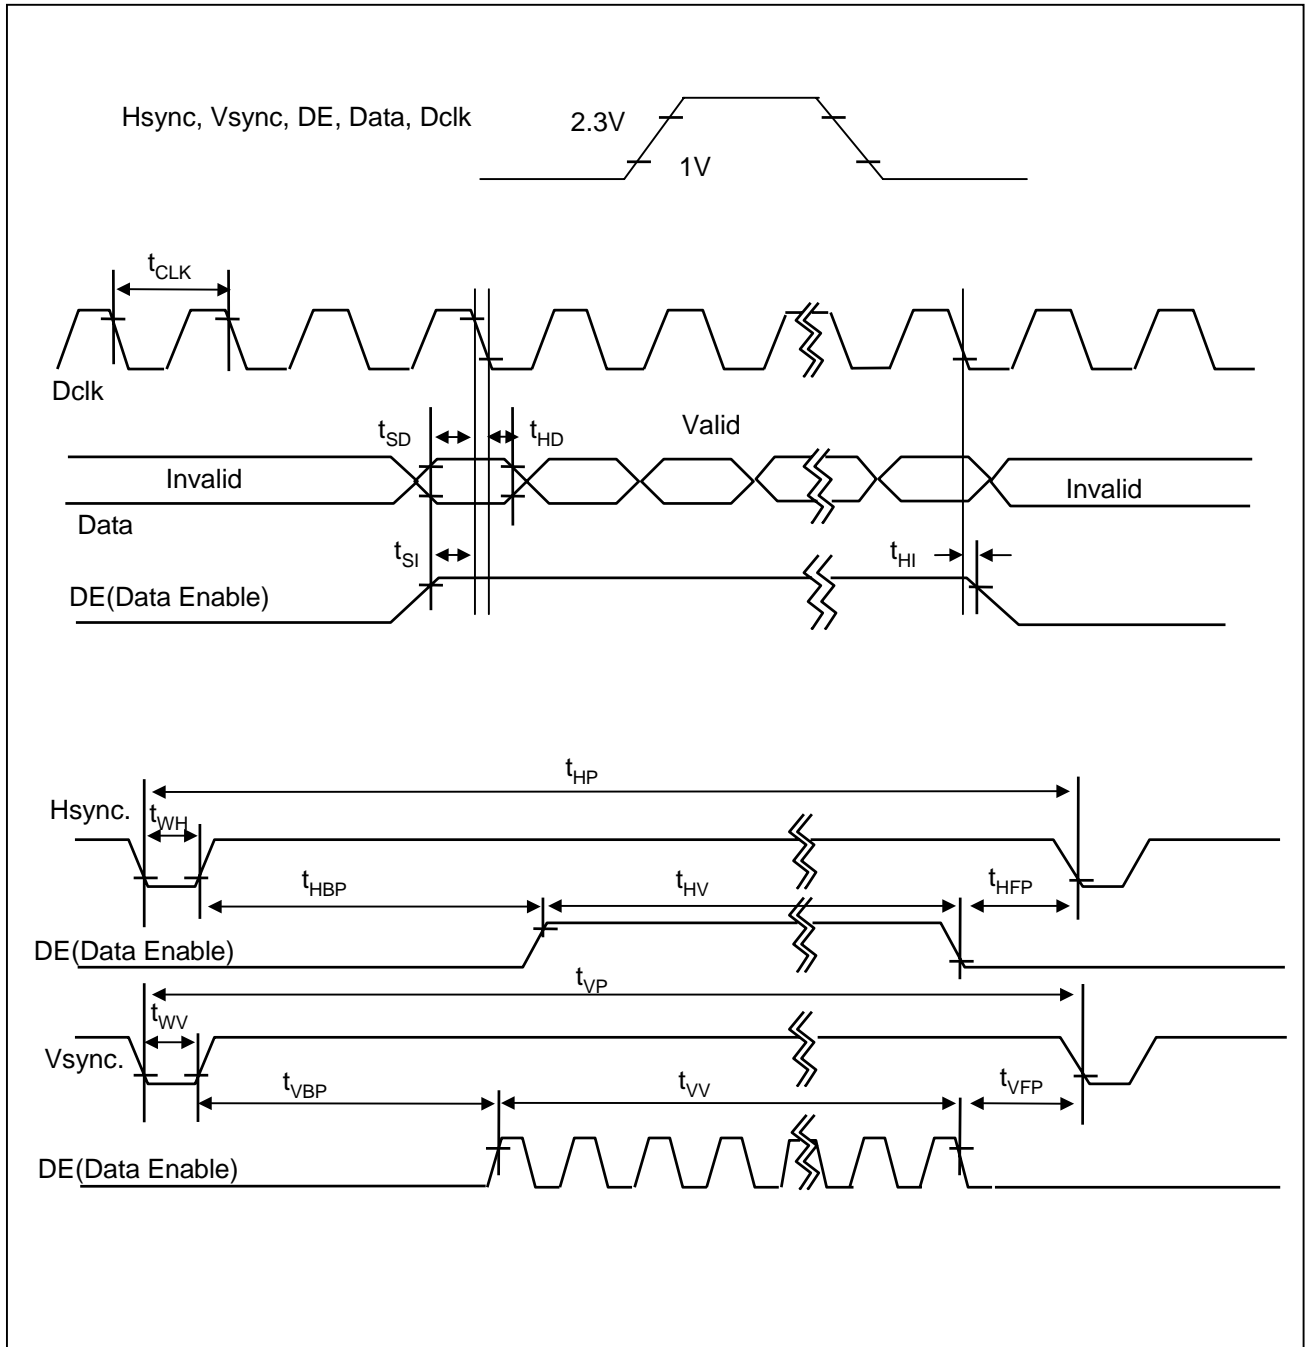 Hsync, Vsync, DE, Data, Dclk
2.3V
1V
tCLK
Dclk
tSD
tHD
Valid
Invalid
Invalid
Data
tSI
tHI
DE(Data Enable)
tHP
Hsync.
tWH
tHBP
tHV
tHFP
DE(Data Enable)
tVP
tWV
Vsync.
tVBP
tVV
tVFP
DE(Data Enable)